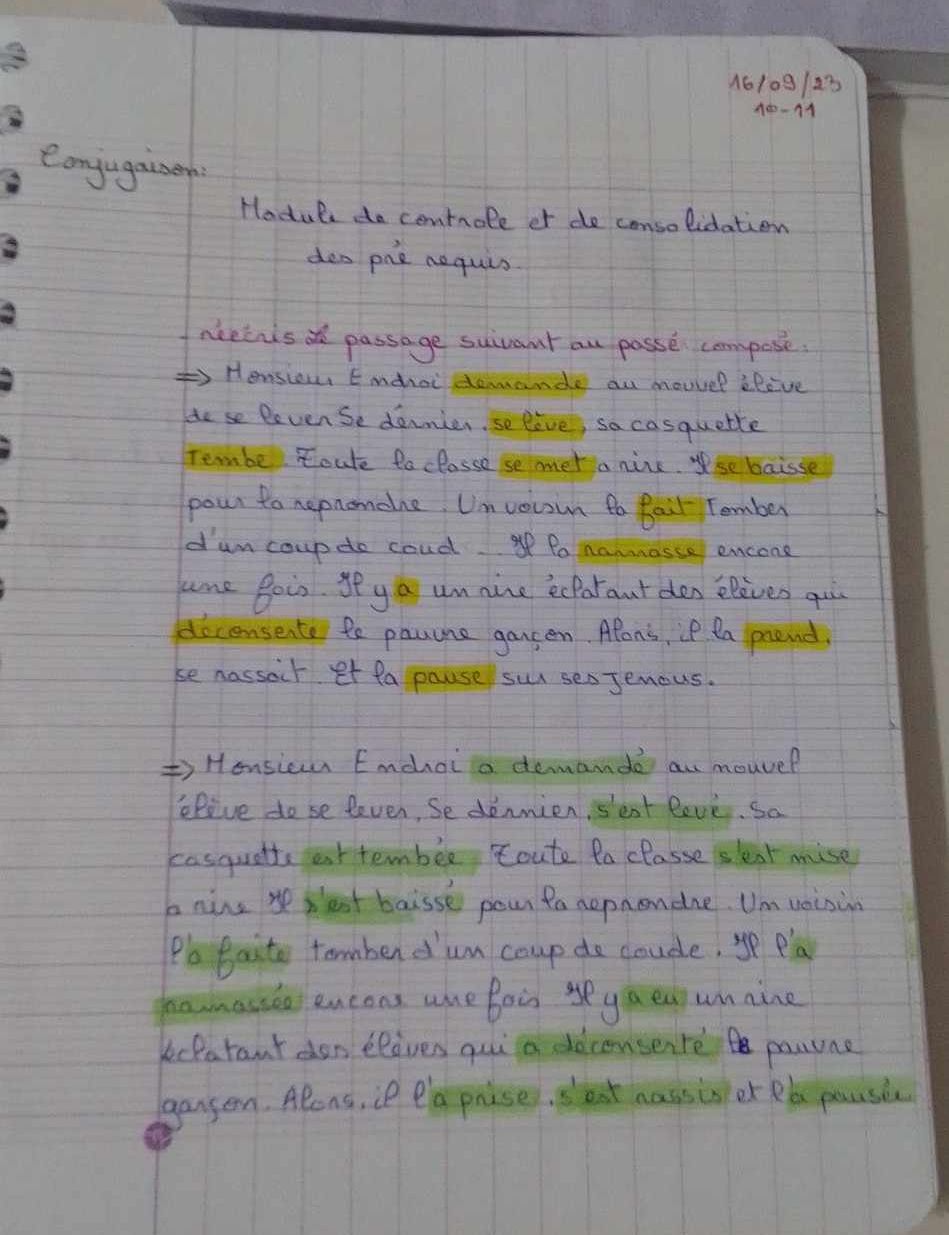 16/09/23
10-11
Conjugaison:
Module de controle et de consolidation
des pré requis.
- réécris le passage suivant au passé composé.
=> Monsieur Endroi demande au nouvel élève
de se lever Se dérnier, se lève, sa casquette
Tembe. Toute la classe se met a rire. Il se baisse
pour la reprondre. Un voisin la fait Tomber
d'un coup de coud. Il la rammasse encore
une fois. Il y a un rire éclatant des élèves qui
déconserte le pauvre garçon. Alors, il la prend,
se rassoit. Et la pause sur ses Jenous.
=> Monsieur Endroi a demandé au nouvel
élève de se lever, Se dérnier, s'est levé. Sa
casquette est tembée. Toute la classe s'est mise
a rire Il s'est baissé pour la reprondre. Un voisin
l'a faite tomber d'un coup de coude. Il l'a
ramassée encore une fois Il y a eu un rire
éclatant des élèves qui a déconserté le pauvre
garçon. Alors, il l'a prise, s'est rassis et l'a pausée